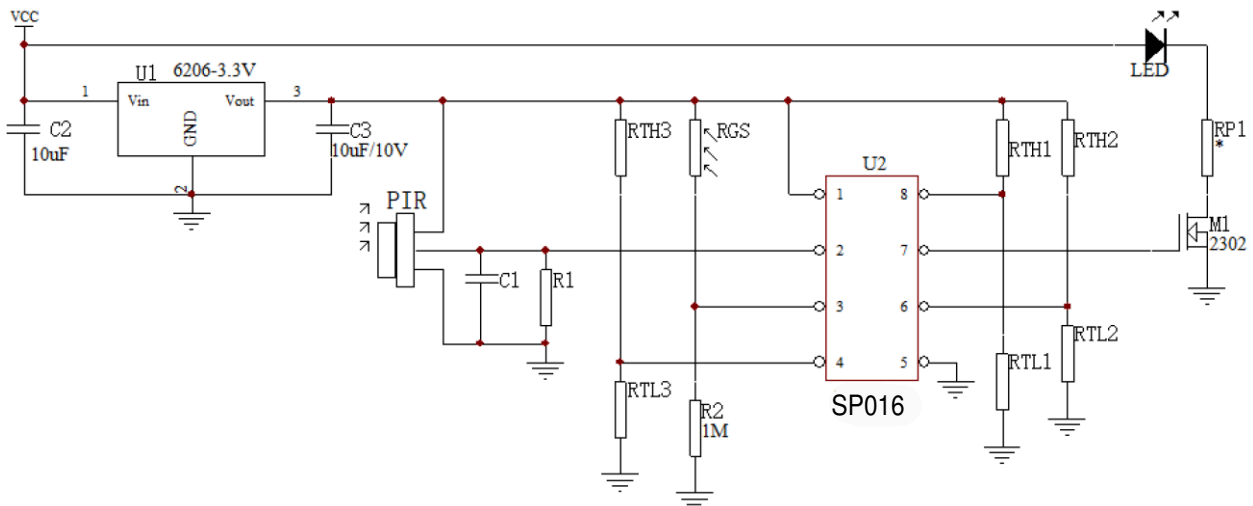 VCC
U1 6206-3.3V
1 Vin Vout 3
GND
2
C2
10uF
C3
10uF/10V
PIR
C1
R1
RTH3
RGS
RTL3
R2
1M
U2
1 8
2 7
3 6
4 5
SP016
RTH1
RTH2
RTL1
RTL2
LED
RP1
*
M1
2302